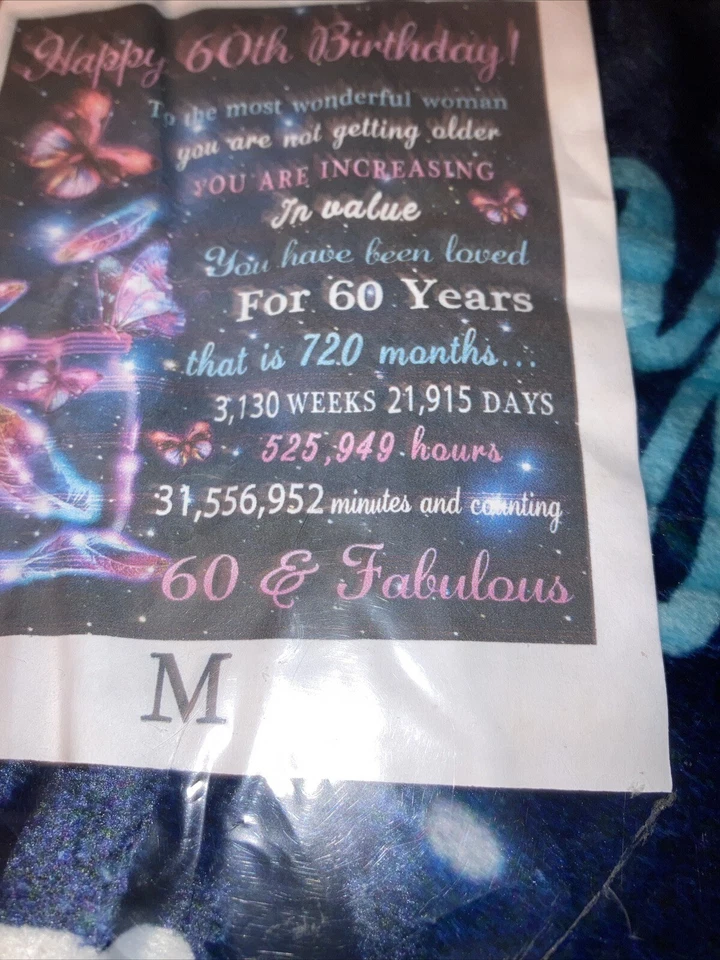 Happy 60th Birthday!
To the most wonderful woman
you are not getting older
YOU ARE INCREASING
In value
You have been loved
For 60 Years
that is 720 months...
3,130 WEEKS 21,915 DAYS
525,949 hours
31,556,952 minutes and counting
60 & Fabulous
M